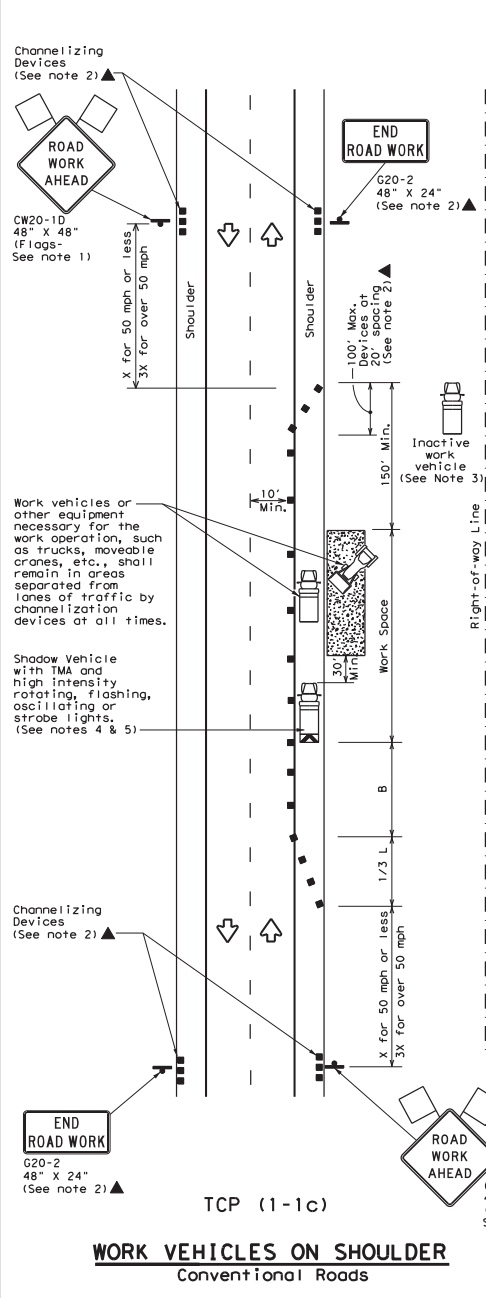 Channelizing
Devices
(See note 2)▲
ROAD
WORK
AHEAD
CW20-1D
48" X 48"
(Flags-
See note 1)
END
ROAD WORK
G20-2
48" X 24"
(See note 2)▲
X for 50 mph or less
3X for over 50 mph
Shoulder
Shoulder
100' Max.
Devices at
20' spacing
(See note 2)▲
150' Min.
Inactive
work
vehicle
(See Note 3)
10'
Min.
Work vehicles or
other equipment
necessary for the
work operation, such
as trucks, moveable
cranes, etc., shall
remain in areas
separated from
lanes of traffic by
channelization
devices at all times.
Right-of-way Line
Work Space
30'
Min.
Shadow Vehicle
with TMA and
high intensity
rotating, flashing,
oscillating or
strobe lights.
(See notes 4 & 5)
B
1/3 L
Channelizing
Devices
(See note 2)▲
X for 50 mph or less
3X for over 50 mph
END
ROAD WORK
G20-2
48" X 24"
(See note 2)▲
ROAD
WORK
AHEAD
TCP (1-1c)
WORK VEHICLES ON SHOULDER
Conventional Roads